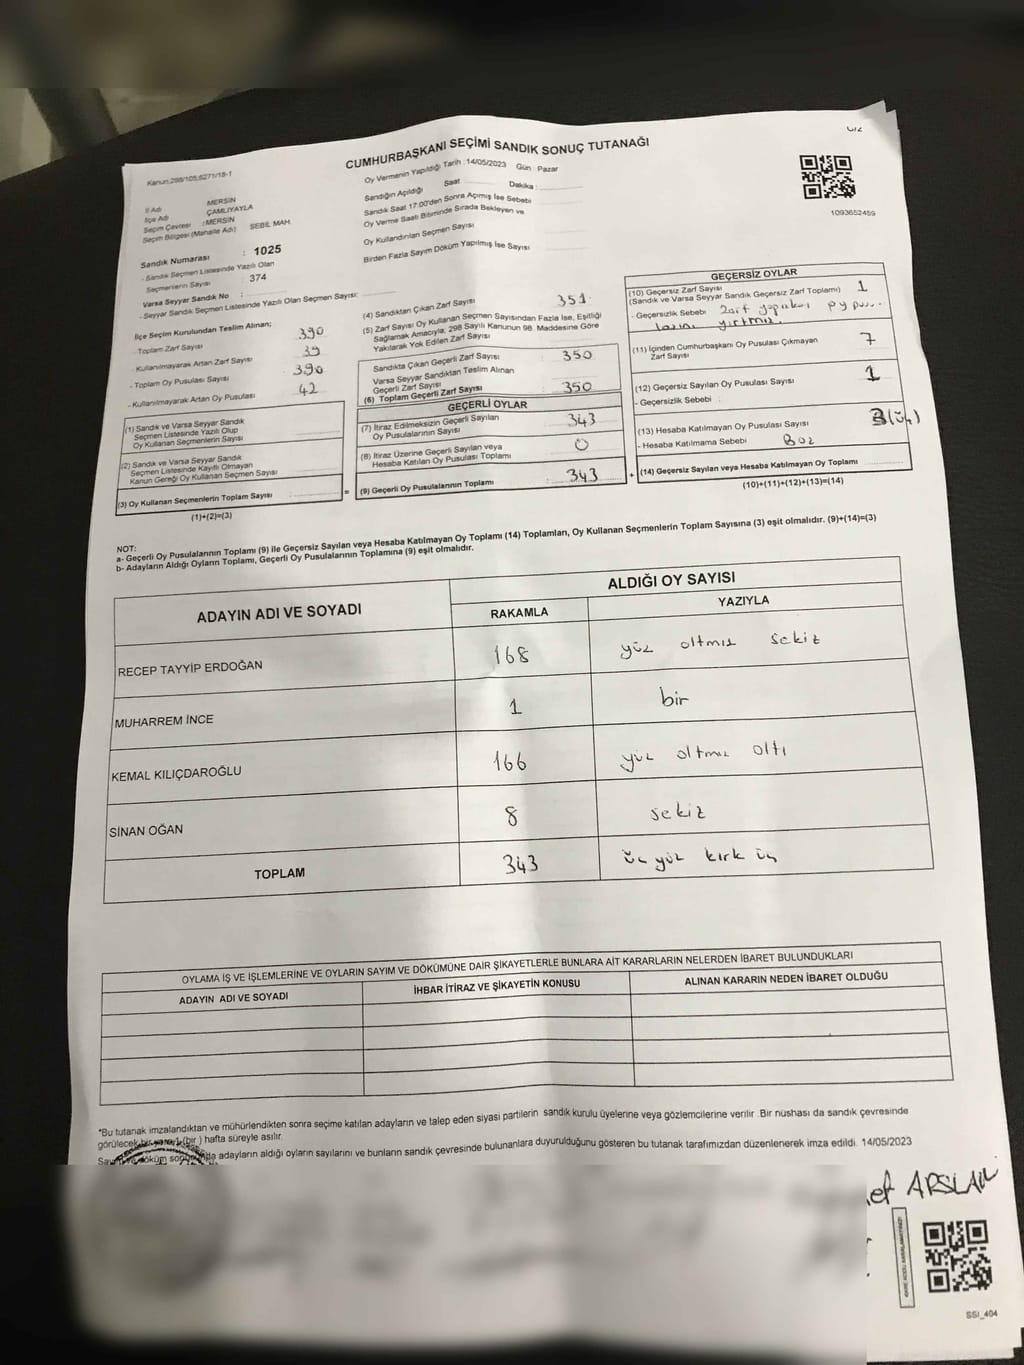 CUMHURBAŞKANI SEÇİMİ SANDIK SONUÇ TUTANAĞI
Kanun:298/105,6271/18-1
İl Adı MERSİN
İlçe Adı ÇAMLIYAYLA
Seçim Çevresi :MERSİN
Seçim Bölgesi (Mahalle Adı) SEBİL MAH.
Sandık Numarası : 1025
- Sandık Seçmen Listesinde Yazılı Olan
Seçmenlerin Sayısı : 374
Varsa Seyyar Sandık No :
- Seyyar Sandık Seçmen Listesinde Yazılı Olan Seçmen Sayısı:
İlçe Seçim Kurulundan Teslim Alınan;
- Toplam Zarf Sayısı 390
- Kullanılmayarak Artan Zarf Sayısı 39
- Toplam Oy Pusulası Sayısı 390
- Kullanılmayarak Artan Oy Pusulası 42
(1) Sandık ve Varsa Seyyar Sandık
Seçmen Listesinde Yazılı Olup
Oy Kullanan Seçmenlerin Sayısı
(2) Sandık ve Varsa Seyyar Sandık
Seçmen Listesinde Kayıtlı Olmayan
Kanun Gereği Oy Kullanan Seçmen Sayısı
(3) Oy Kullanan Seçmenlerin Toplam Sayısı :
(1)+(2)=(3)
Oy Vermenin Yapıldığı Tarih :14/05/2023 Gün : Pazar
Sandığın Açıldığı Saat Dakika :
Sandık Saat 17:00'den Sonra Açımış İse Sebebi
Oy Verme Saati Bitiminde Sırada Bekleyen ve
Oy Kullandırılan Seçmen Sayısı
Birden Fazla Sayım Döküm Yapılmış İse Sayısı
(4) Sandıktan Çıkan Zarf Sayısı 351
(5) Zarf Sayısı Oy Kullanan Seçmen Sayısından Fazla İse, Eşitliği
Sağlamak Amacıyla; 298 Sayılı Kanunun 98. Maddesine Göre
Yakılarak Yok Edilen Zarf Sayısı
Sandıkta Çıkan Geçerli Zarf Sayısı : 350
Varsa Seyyar Sandıktan Teslim Alınan
Geçerli Zarf Sayısı
(6) Toplam Geçerli Zarf Sayısı : 350
GEÇERLİ OYLAR
(7) İtiraz Edilmeksizin Geçerli Sayılan
Oy Pusulalarının Sayısı : 343
(8) İtiraz Üzerine Geçerli Sayılan veya
Hesaba Katılan Oy Pusulası Toplamı : 0
= (9) Geçerli Oy Pusulalarının Toplamı : 343
1093652459
GEÇERSİZ OYLAR
(10) Geçersiz Zarf Sayısı 1
(Sandık ve Varsa Seyyar Sandık Geçersiz Zarf Toplamı)
- Geçersizlik Sebebi
yırtmız
(11) İçinden Cumhurbaşkanı Oy Pusulası Çıkmayan
Zarf Sayısı 7
(12) Geçersiz Sayılan Oy Pusulası Sayısı 1
- Geçersizlik Sebebi :
(13) Hesaba Katılmayan Oy Pusulası Sayısı 3(üç)
- Hesaba Katılmama Sebebi Boz
+ (14) Geçersiz Sayılan veya Hesaba Katılmayan Oy Toplamı
(10)+(11)+(12)+(13)=(14)
NOT:
a- Geçerli Oy Pusulalarının Toplamı (9) ile Geçersiz Sayılan veya Hesaba Katılmayan Oy Toplamı (14) Toplamları, Oy Kullanan Seçmenlerin Toplam Sayısına (3) eşit olmalıdır. (9)+(14)=(3)
b- Adayların Aldığı Oyların Toplamı, Geçerli Oy Pusulalarının Toplamına (9) eşit olmalıdır.
ADAYIN ADI VE SOYADI ALDIĞI OY SAYISI
RAKAMLA YAZIYLA
RECEP TAYYİP ERDOĞAN 168 yüz altmıs sekiz
MUHARREM İNCE 1 bir
KEMAL KILIÇDAROĞLU 166 yüz altmıs altı
SİNAN OĞAN 8 sekiz
TOPLAM 343 üç yüz kırk üç
OYLAMA İŞ VE İŞLEMLERİNE VE OYLARIN SAYIM VE DÖKÜMÜNE DAİR ŞİKAYETLERLE BUNLARA AİT KARARLARIN NELERDEN İBARET BULUNDUKLARI
ADAYIN ADI VE SOYADI İHBAR İTİRAZ VE ŞİKAYETİN KONUSU ALINAN KARARIN NEDEN İBARET OLDUĞU
*Bu tutanak imzalandıktan ve mühürlendikten sonra seçime katılan adayların ve talep eden siyasi partilerin sandık kurulu üyelerine veya gözlemcilerine verilir .Bir nüshası da sandık çevresinde
görülecek bir yere 1 (bir ) hafta süreyle asılır.
adayların aldığı oyların sayılarını ve bunların sandık çevresinde bulunanlara duyurulduğunu gösteren bu tutanak tarafımızdan düzenlenerek imza edildi. 14/05/2023
ARSLAN
SSI_404